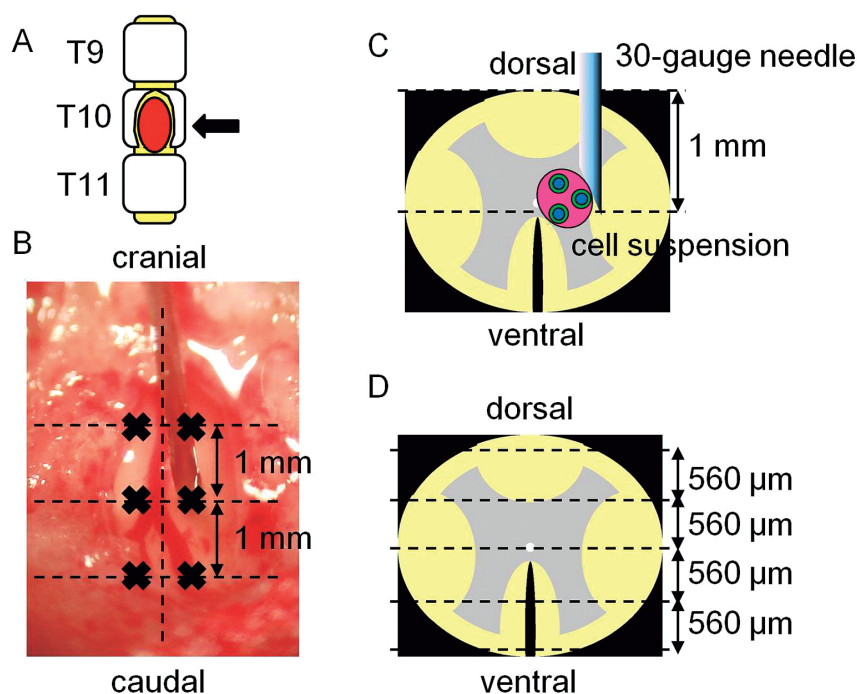 A
T9
T10
T11
B
cranial
1 mm
1 mm
caudal
C
dorsal
30-gauge needle
1 mm
cell suspension
ventral
D
dorsal
560 µm
560 µm
560 µm
560 µm
ventral